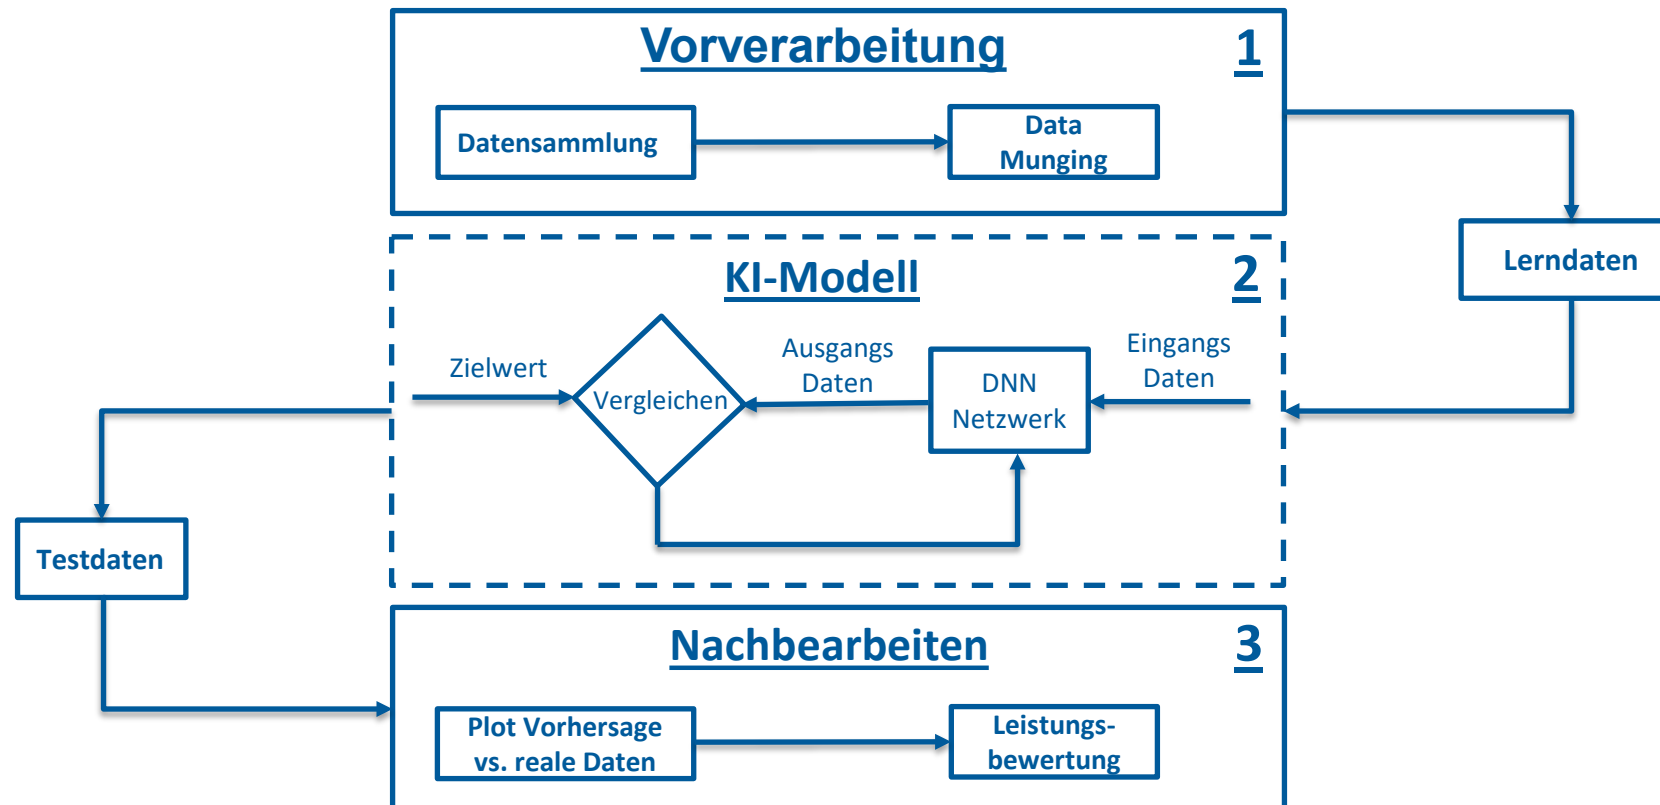 Vorverarbeitung
1
Datensammlung
Data
Munging
Lerndaten
KI-Modell
2
Zielwert
Vergleichen
Ausgangs
Daten
DNN
Netzwerk
Eingangs
Daten
Testdaten
Nachbearbeiten
3
Plot Vorhersage
vs. reale Daten
Leistungs-
bewertung